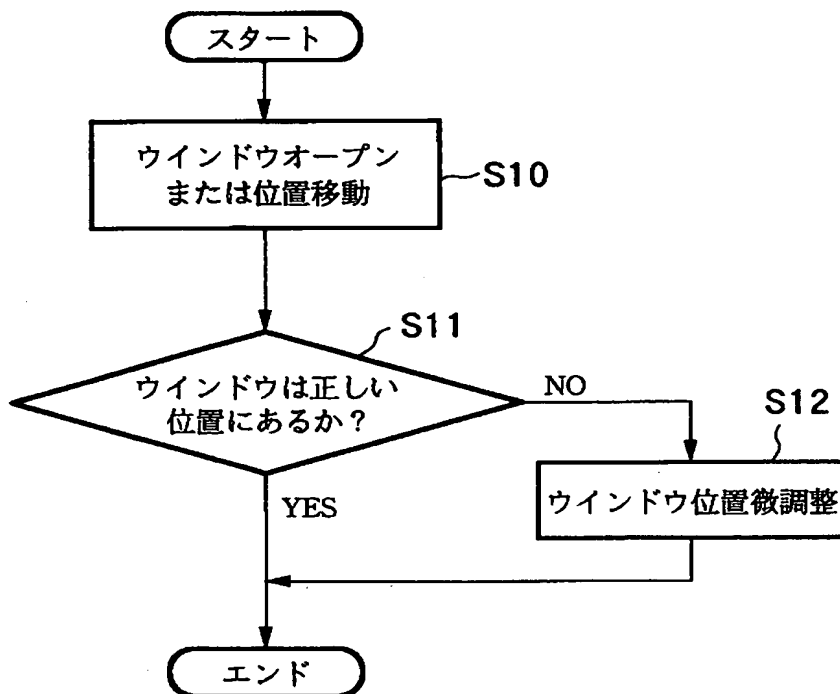 スタート
ウインドウオープン
または位置移動
S10
S11
ウインドウは正しい
位置にあるか？
NO
S12
ウインドウ位置微調整
YES
エンド